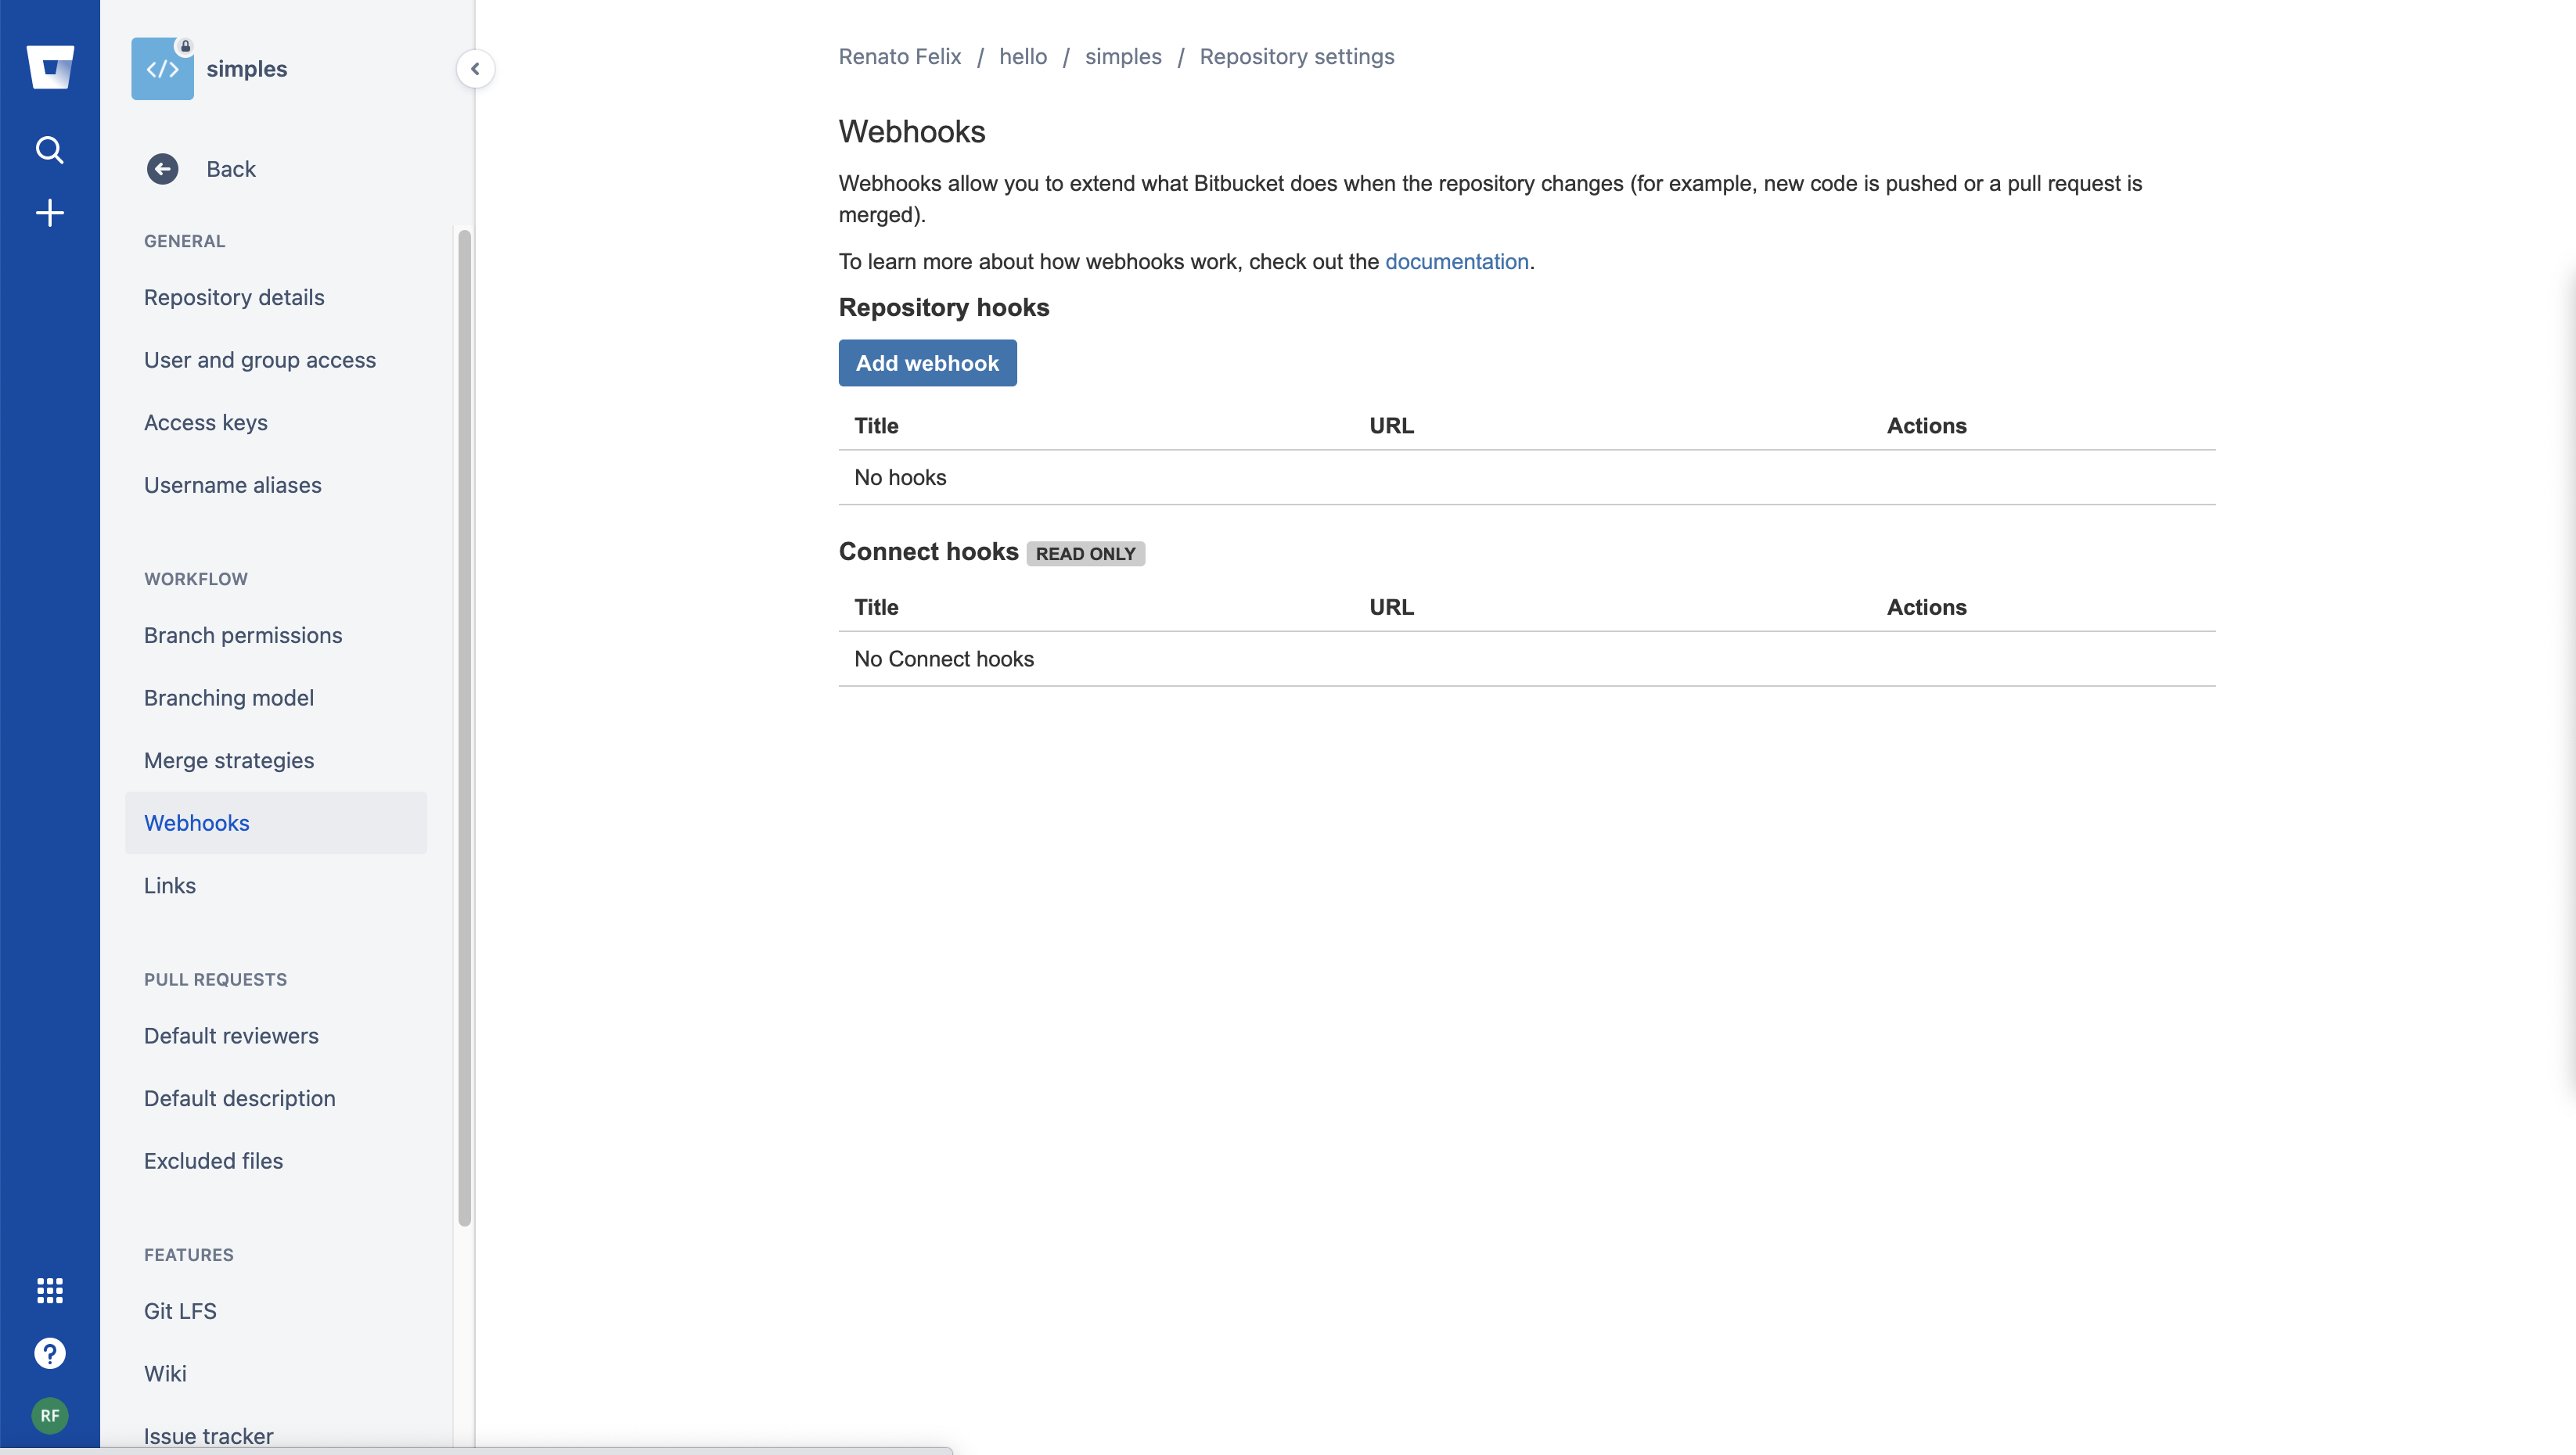 simples
Back
GENERAL
Repository details
User and group access
Access keys
Username aliases
WORKFLOW
Branch permissions
Branching model
Merge strategies
Webhooks
Links
PULL REQUESTS
Default reviewers
Default description
Excluded files
FEATURES
Git LFS
Wiki
Issue tracker
RF
Renato Felix / hello / simples / Repository settings
Webhooks
Webhooks allow you to extend what Bitbucket does when the repository changes (for example, new code is pushed or a pull request is
merged).
To learn more about how webhooks work, check out the documentation.
Repository hooks
Add webhook
Title URL Actions
No hooks
Connect hooks READ ONLY
Title URL Actions
No Connect hooks